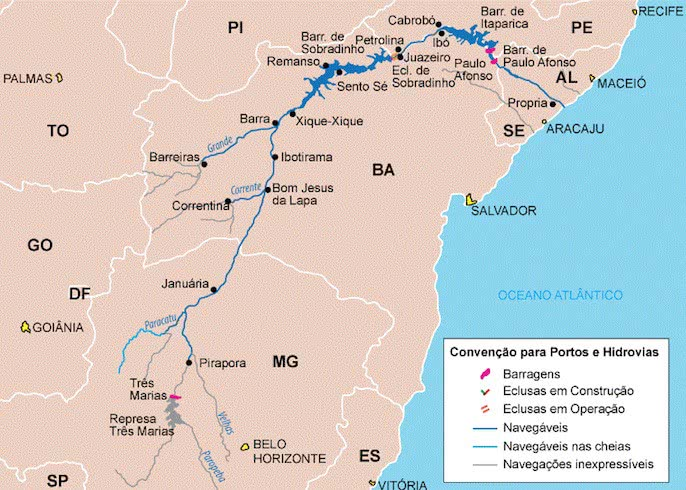 RECIFE
PI
Cabrobó
Barr. de
Itaparica
PE
Barr. de
Sobradinho
Petrolina
Ibó
Remanso
Juazeiro
Ecl. de
Sobradinho
Paulo
Afonso
Barr. de
Paulo Afonso
PALMAS
Sento Sé
AL
MACEIÓ
Propria
Xique-Xique
Barra
TO
SE
ARACAJU
Grande
Barreiras
Ibotirama
BA
Corrente
Bom Jesus
da Lapa
Correntina
SALVADOR
GO
DF
Januária
OCEANO ATLÂNTICO
GOIÂNIA
Paracatu
Pirapora
MG
Três
Marias
Represa
Três Marias
Velhas
Parapeba
BELO
HORIZONTE
ES
SP
VITÓRIA
Convenção para Portos e Hidrovias
Barragens
Eclusas em Construção
Eclusas em Operação
Navegáveis
Navegáveis nas cheias
Navegações inexpressíveis